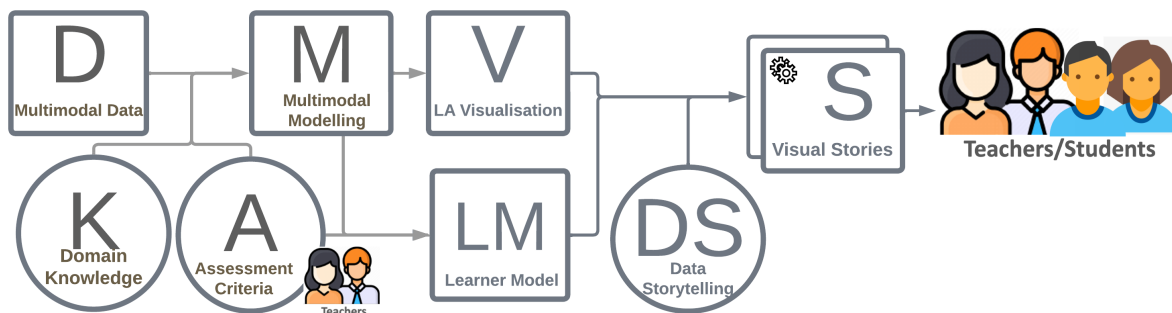 D
Multimodal Data
M
Multimodal
Modelling
V
LA Visualisation
S
Visual Stories
Teachers/Students
K
Domain
Knowledge
A
Assessment
Criteria
Teachers
LM
Learner Model
DS
Data
Storytelling